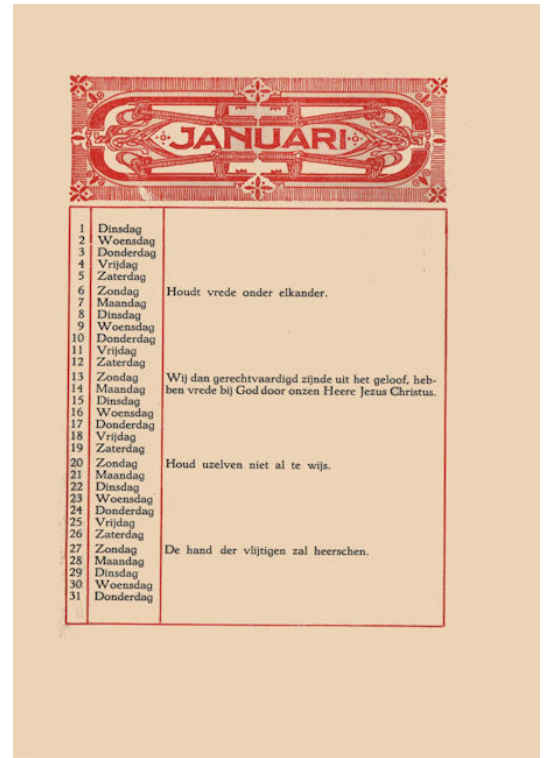 JANUARI
1 Dinsdag
2 Woensdag
3 Donderdag
4 Vrijdag
5 Zaterdag
6 Zondag Houdt vrede onder elkander.
7 Maandag
8 Dinsdag
9 Woensdag
10 Donderdag
11 Vrijdag
12 Zaterdag
13 Zondag Wij dan gerechtvaardigd zijnde uit het geloof, heb-
14 Maandag ben vrede bij God door onzen Heere Jezus Christus.
15 Dinsdag
16 Woensdag
17 Donderdag
18 Vrijdag
19 Zaterdag
20 Zondag Houd uzelven niet al te wijs.
21 Maandag
22 Dinsdag
23 Woensdag
24 Donderdag
25 Vrijdag
26 Zaterdag
27 Zondag De hand der vlijtigen zal heerschen.
28 Maandag
29 Dinsdag
30 Woensdag
31 Donderdag